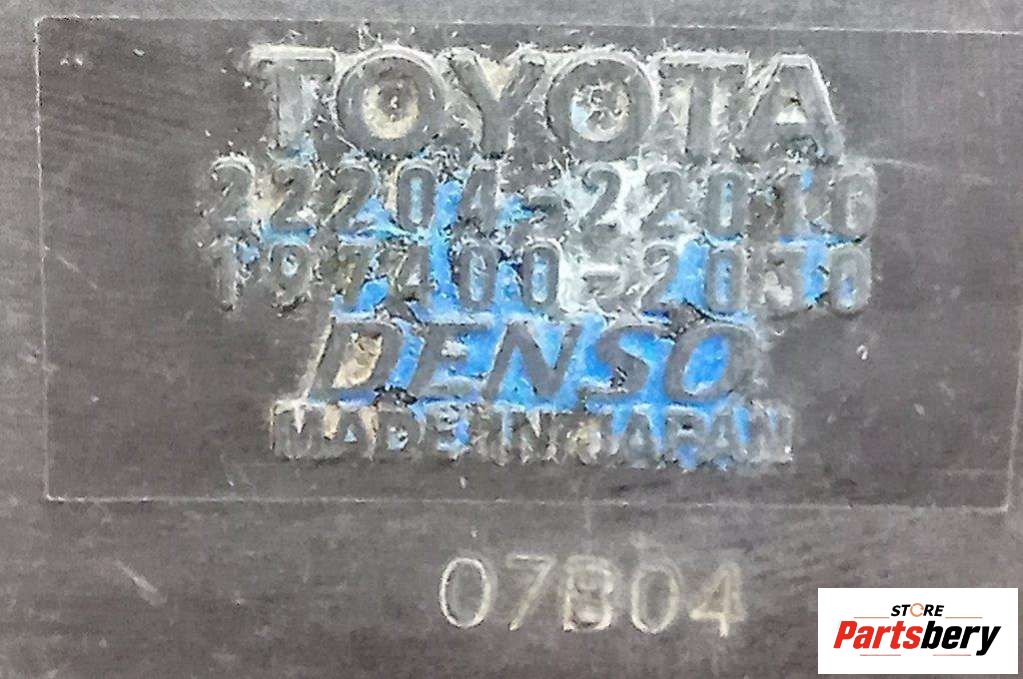 TOYOTA
22204-22010
197400-2030
DENSO
MADE IN JAPAN
07B04
STORE
Partsbery